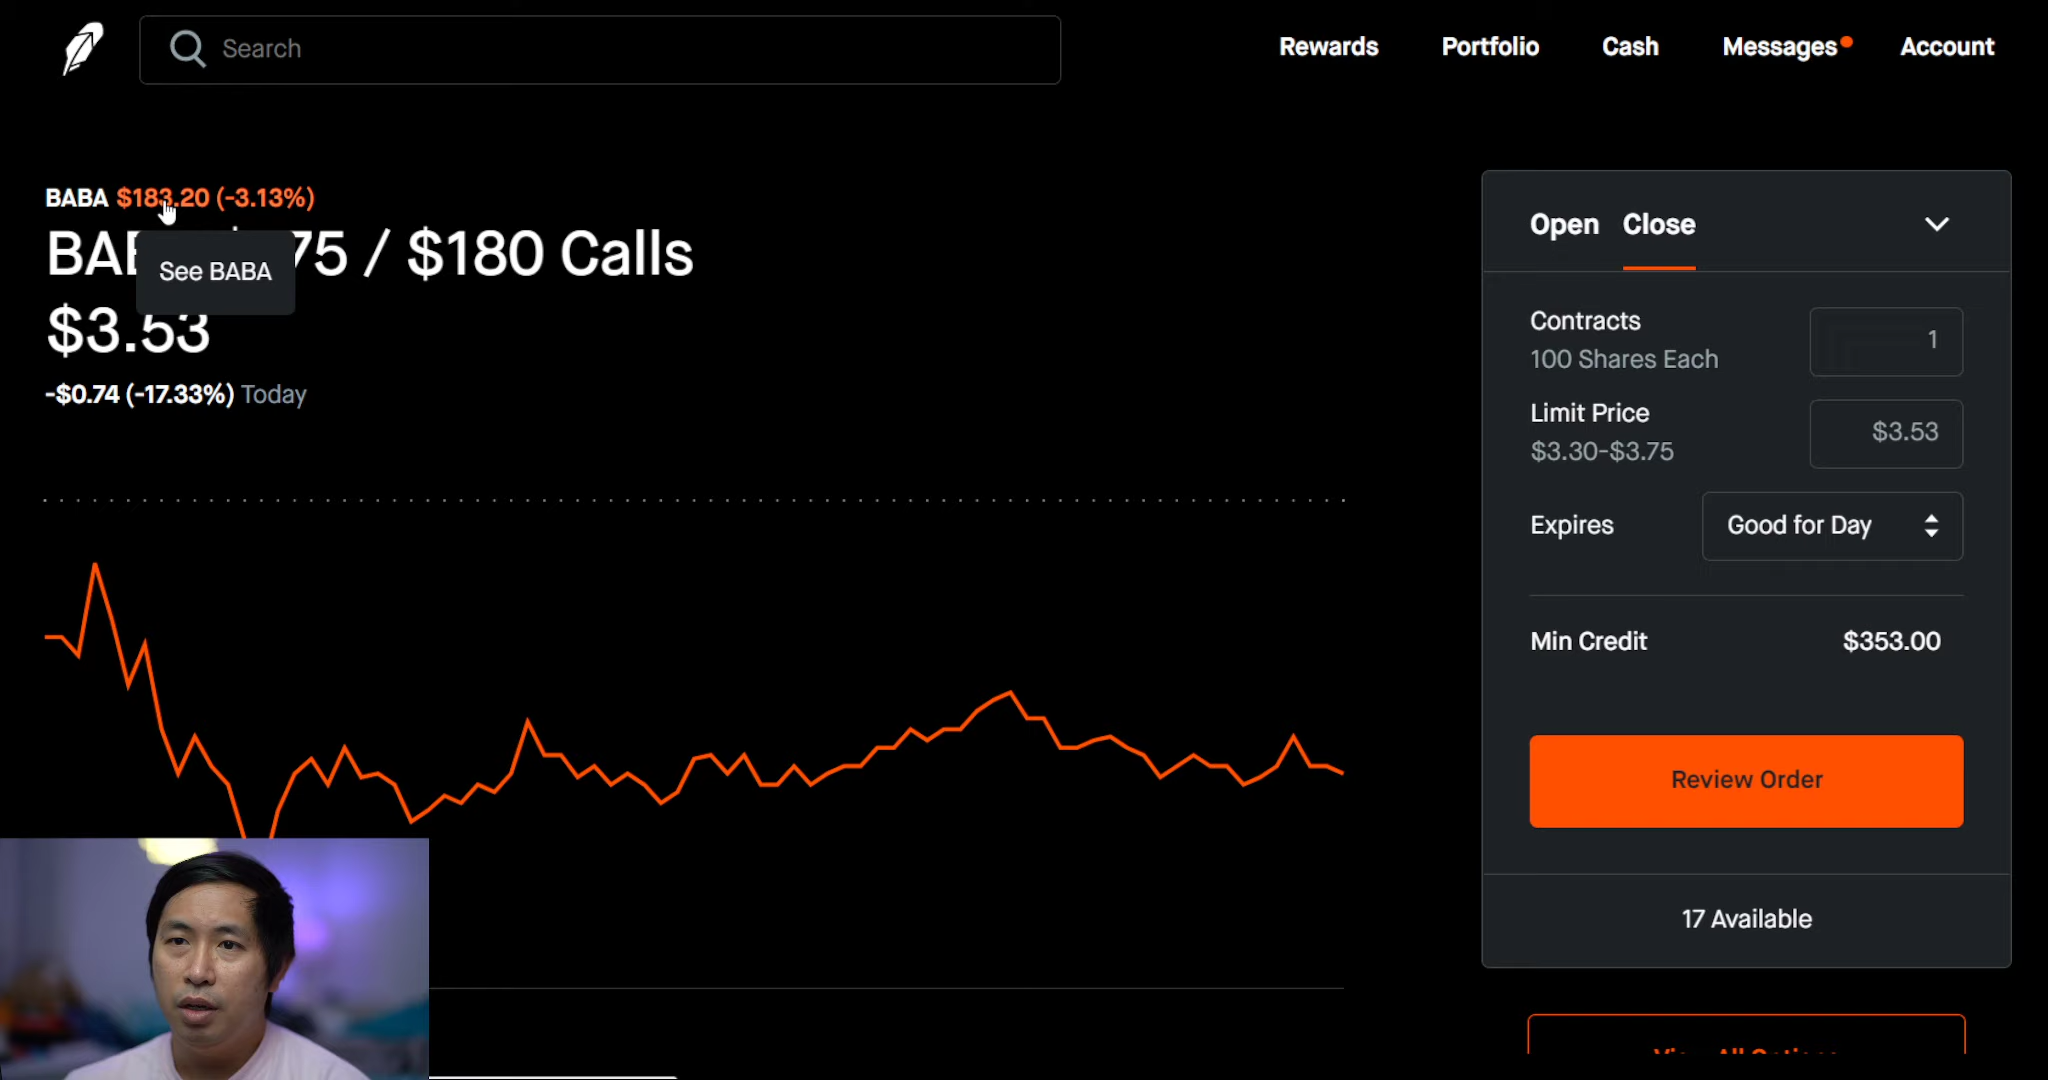 Search
Rewards
Portfolio
Cash
Messages
Account
BABA $183.20 (-3.13%)
75 / $180 Calls
See BABA
$3.53
-$0.74 (-17.33%) Today
Open Close
Contracts
1
100 Shares Each
Limit Price
$3.53
$3.30-$3.75
Expires
Good for Day
Min Credit
$353.00
Review Order
17 Available